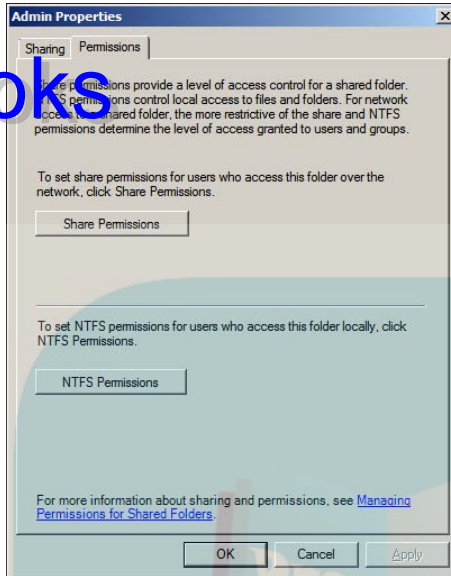 Admin Properties
Sharing
Permissions
oks
permissions provide a level of access control for a shared folder.
permissions control local access to files and folders. For network
shared folder, the more restrictive of the share and NTFS
permissions determine the level of access granted to users and groups.
To set share permissions for users who access this folder over the
network, click Share Permissions.
Share Permissions
To set NTFS permissions for users who access this folder locally, click
NTFS Permissions.
NTFS Permissions
For more information about sharing and permissions, see Managing
Permissions for Shared Folders.
OK
Cancel
Apply